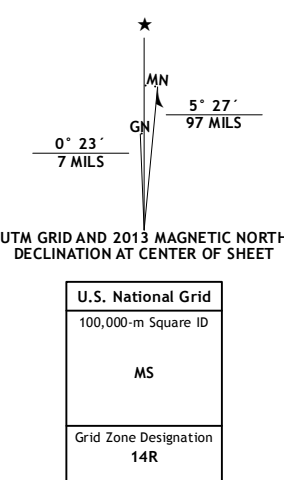 MN
5° 27´
97 MILS
GN
0° 23´
7 MILS
UTM GRID AND 2013 MAGNETIC NORTH
DECLINATION AT CENTER OF SHEET
U.S. National Grid
100,000-m Square ID
MS
Grid Zone Designation
14R